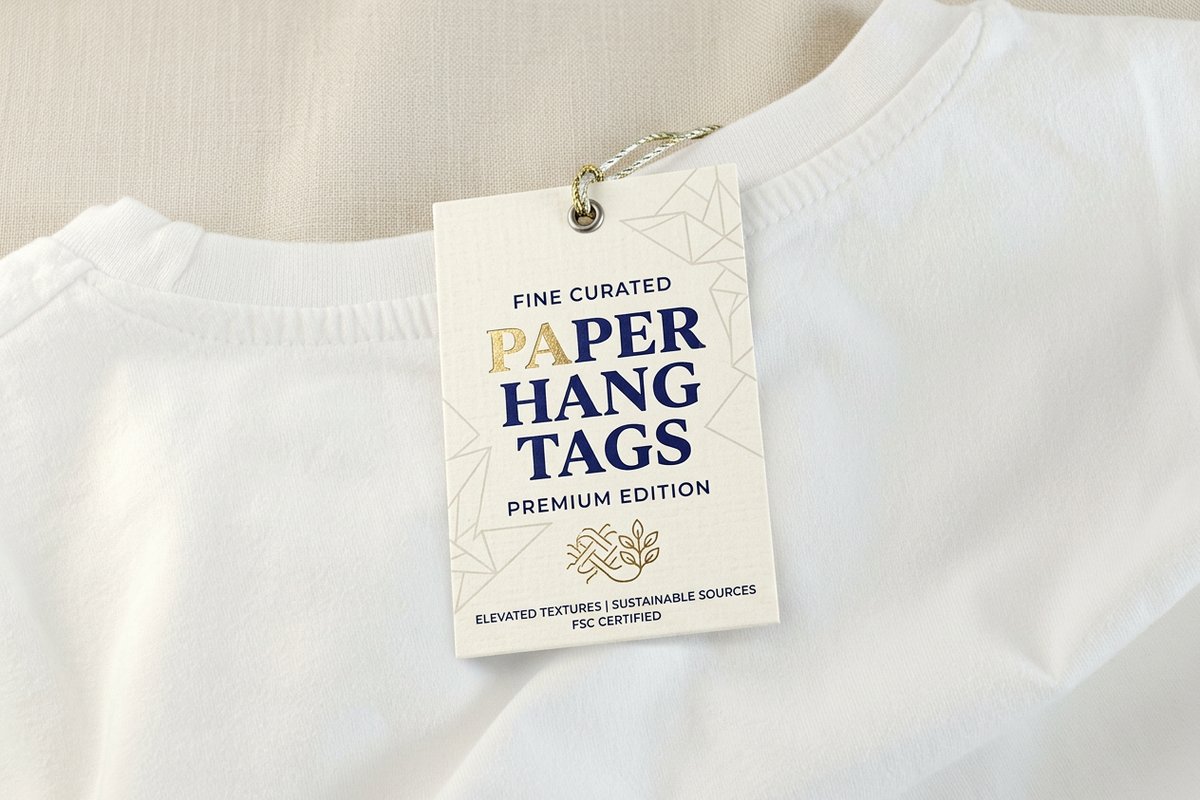 FINE CURATED
PAPER
HANG
TAGS
PREMIUM EDITION
ELEVATED TEXTURES | SUSTAINABLE SOURCES
FSC CERTIFIED